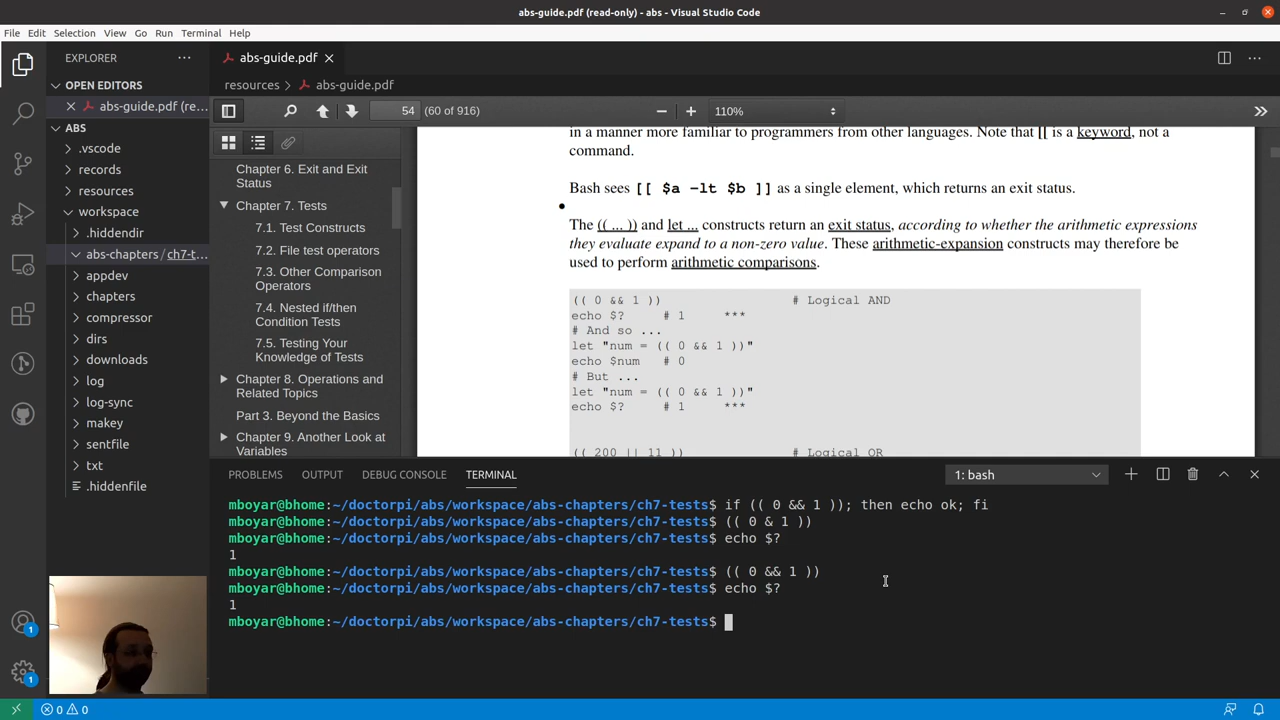 abs-guide.pdf (read-only) - abs - Visual Studio Code
File Edit Selection View Go Run Terminal Help
EXPLORER ···
abs-guide.pdf ×
OPEN EDITORS
× abs-guide.pdf (re...
resources > abs-guide.pdf
54 (60 of 916) 110%
ABS
.vscode
records
resources
workspace
.hiddendir
abs-chapters / ch7-t...
appdev
chapters
compressor
dirs
downloads
log
log-sync
makey
sentfile
txt
.hiddenfile
Chapter 6. Exit and Exit
Status
Chapter 7. Tests
7.1. Test Constructs
7.2. File test operators
7.3. Other Comparison
Operators
7.4. Nested if/then
Condition Tests
7.5. Testing Your
Knowledge of Tests
Chapter 8. Operations and
Related Topics
Part 3. Beyond the Basics
Chapter 9. Another Look at
Variables
in a manner more familiar to programmers from other languages. Note that [[ is a keyword, not a
command.
Bash sees [[ $a -lt $b ]] as a single element, which returns an exit status.
The (( ... )) and let ... constructs return an exit status, according to whether the arithmetic expressions
they evaluate expand to a non-zero value. These arithmetic-expansion constructs may therefore be
used to perform arithmetic comparisons.
(( 0 && 1 )) # Logical AND
echo $? # 1 ***
# And so ...
let "num = (( 0 && 1 ))"
echo $num # 0
# But ...
let "num = (( 0 && 1 ))"
echo $? # 1 ***
(( 200 || 11 )) # Logical OR
PROBLEMS OUTPUT DEBUG CONSOLE TERMINAL 1: bash
mboyar@bhome:~/doctorpi/abs/workspace/abs-chapters/ch7-tests$ if (( 0 && 1 )); then echo ok; fi
mboyar@bhome:~/doctorpi/abs/workspace/abs-chapters/ch7-tests$ (( 0 & 1 ))
mboyar@bhome:~/doctorpi/abs/workspace/abs-chapters/ch7-tests$ echo $?
1
mboyar@bhome:~/doctorpi/abs/workspace/abs-chapters/ch7-tests$ (( 0 && 1 ))
mboyar@bhome:~/doctorpi/abs/workspace/abs-chapters/ch7-tests$ echo $?
1
mboyar@bhome:~/doctorpi/abs/workspace/abs-chapters/ch7-tests$
1
1
0 0